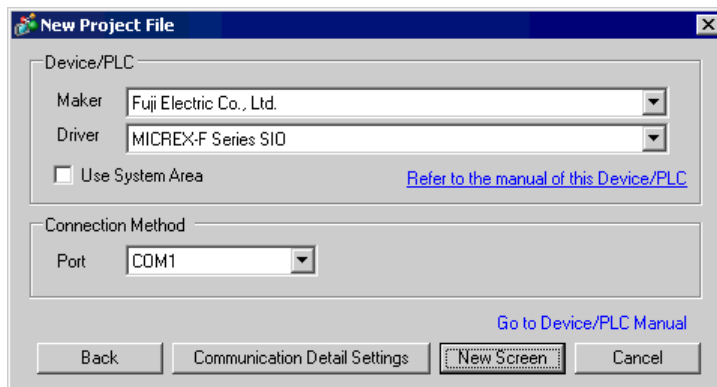 New Project File
Device/PLC
Maker Fuji Electric Co., Ltd.
Driver MICREX-F Series SIO
Use System Area Refer to the manual of this Device/PLC
Connection Method
Port COM1
Go to Device/PLC Manual
Back Communication Detail Settings New Screen Cancel